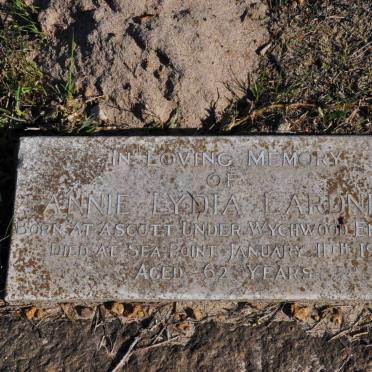 IN LOVING MEMORY
OF
ANNIE LYDIA LARDN
BORN AT ASCOTT UNDER WYCHWOOD E
DIED AT SEA POINT JANUARY 11TH 19
AGED 62 YEARS